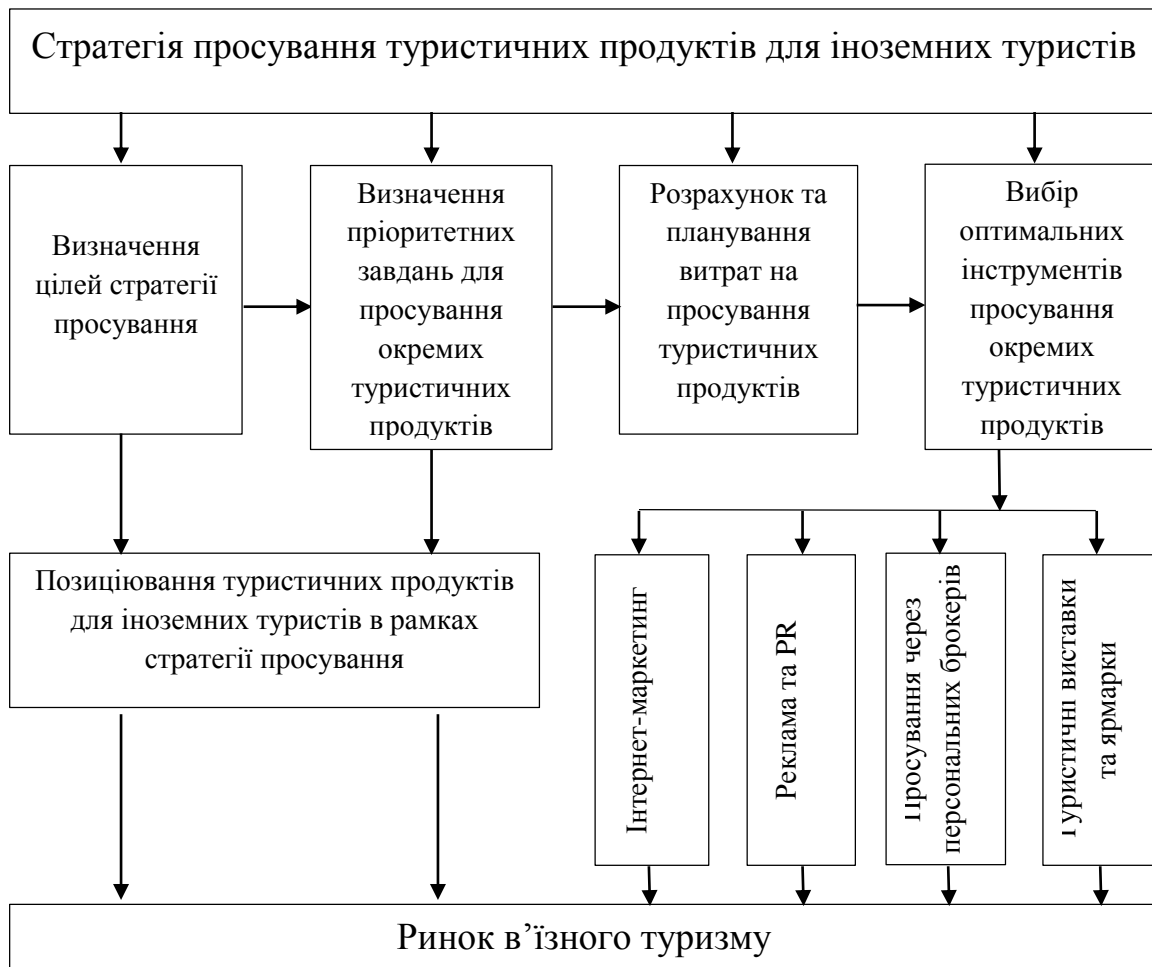 Стратегія просування туристичних продуктів для іноземних туристів
Визначення
цілей стратегії
просування
Визначення
пріоритетних
завдань для
просування
окремих
туристичних
продуктів
Розрахунок та
планування
витрат на
просування
туристичних
продуктів
Вибір
оптимальних
інструментів
просування
окремих
туристичних
продуктів
Позиціювання туристичних продуктів
для іноземних туристів в рамках
стратегії просування
Інтернет-маркетинг
Реклама та PR
Просування через
персональних брокерів
Туристичні виставки
та ярмарки
Ринок в’їзного туризму